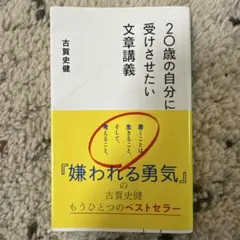 20歳の自分に
受けさせたい
文章講義
古賀史健
書くことは、
生きること。
そして、
考えること。
『嫌われる勇気』
の
古賀史健
もうひとつのベストセラー